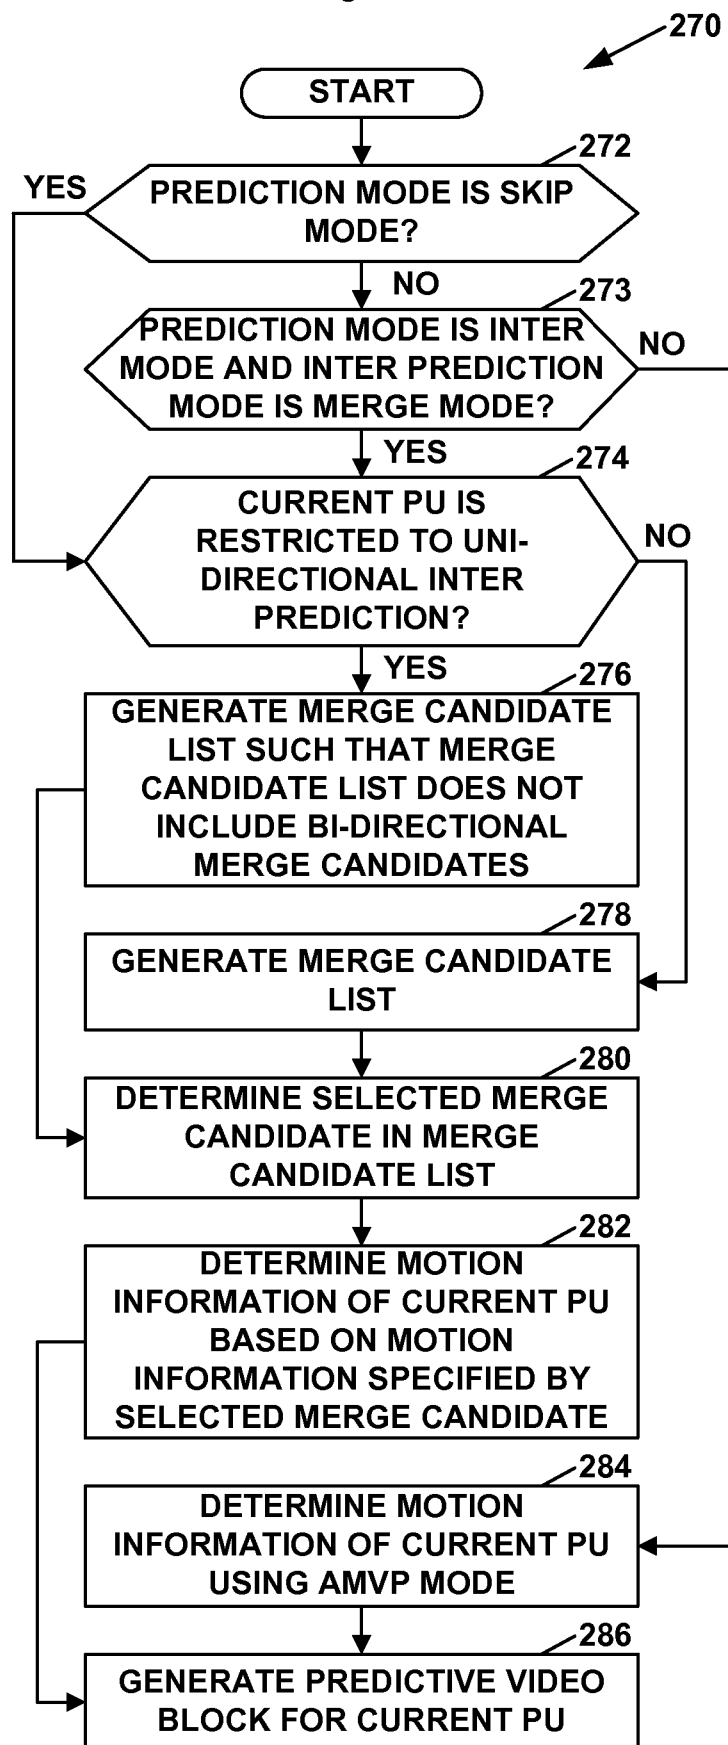 270
START
272
YES
PREDICTION MODE IS SKIP
MODE?
NO
273
PREDICTION MODE IS INTER
MODE AND INTER PREDICTION
MODE IS MERGE MODE?
NO
YES
274
CURRENT PU IS
RESTRICTED TO UNI-
DIRECTIONAL INTER
PREDICTION?
NO
YES
276
GENERATE MERGE CANDIDATE
LIST SUCH THAT MERGE
CANDIDATE LIST DOES NOT
INCLUDE BI-DIRECTIONAL
MERGE CANDIDATES
278
GENERATE MERGE CANDIDATE
LIST
280
DETERMINE SELECTED MERGE
CANDIDATE IN MERGE
CANDIDATE LIST
282
DETERMINE MOTION
INFORMATION OF CURRENT PU
BASED ON MOTION
INFORMATION SPECIFIED BY
SELECTED MERGE CANDIDATE
284
DETERMINE MOTION
INFORMATION OF CURRENT PU
USING AMVP MODE
286
GENERATE PREDICTIVE VIDEO
BLOCK FOR CURRENT PU